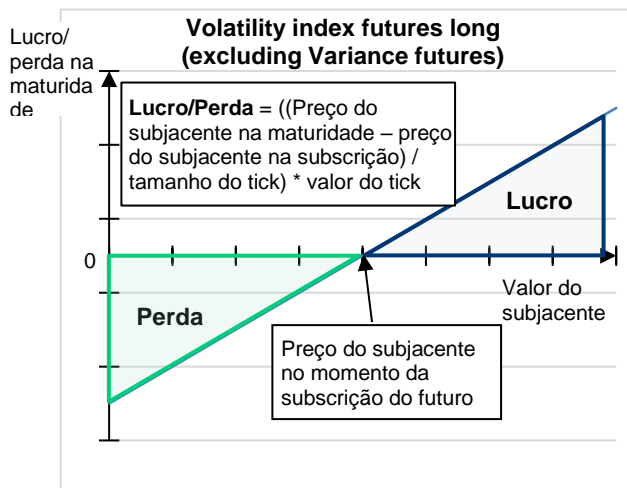 Volatility index futures long
(excluding Variance futures)
Lucro/
perda na
maturida
de
Lucro/Perda = ((Preço do
subjacente na maturidade – preço
do subjacente na subscrição) /
tamanho do tick) * valor do tick
Lucro
0
Perda
Valor do
subjacente
Preço do subjacente
no momento da
subscrição do futuro